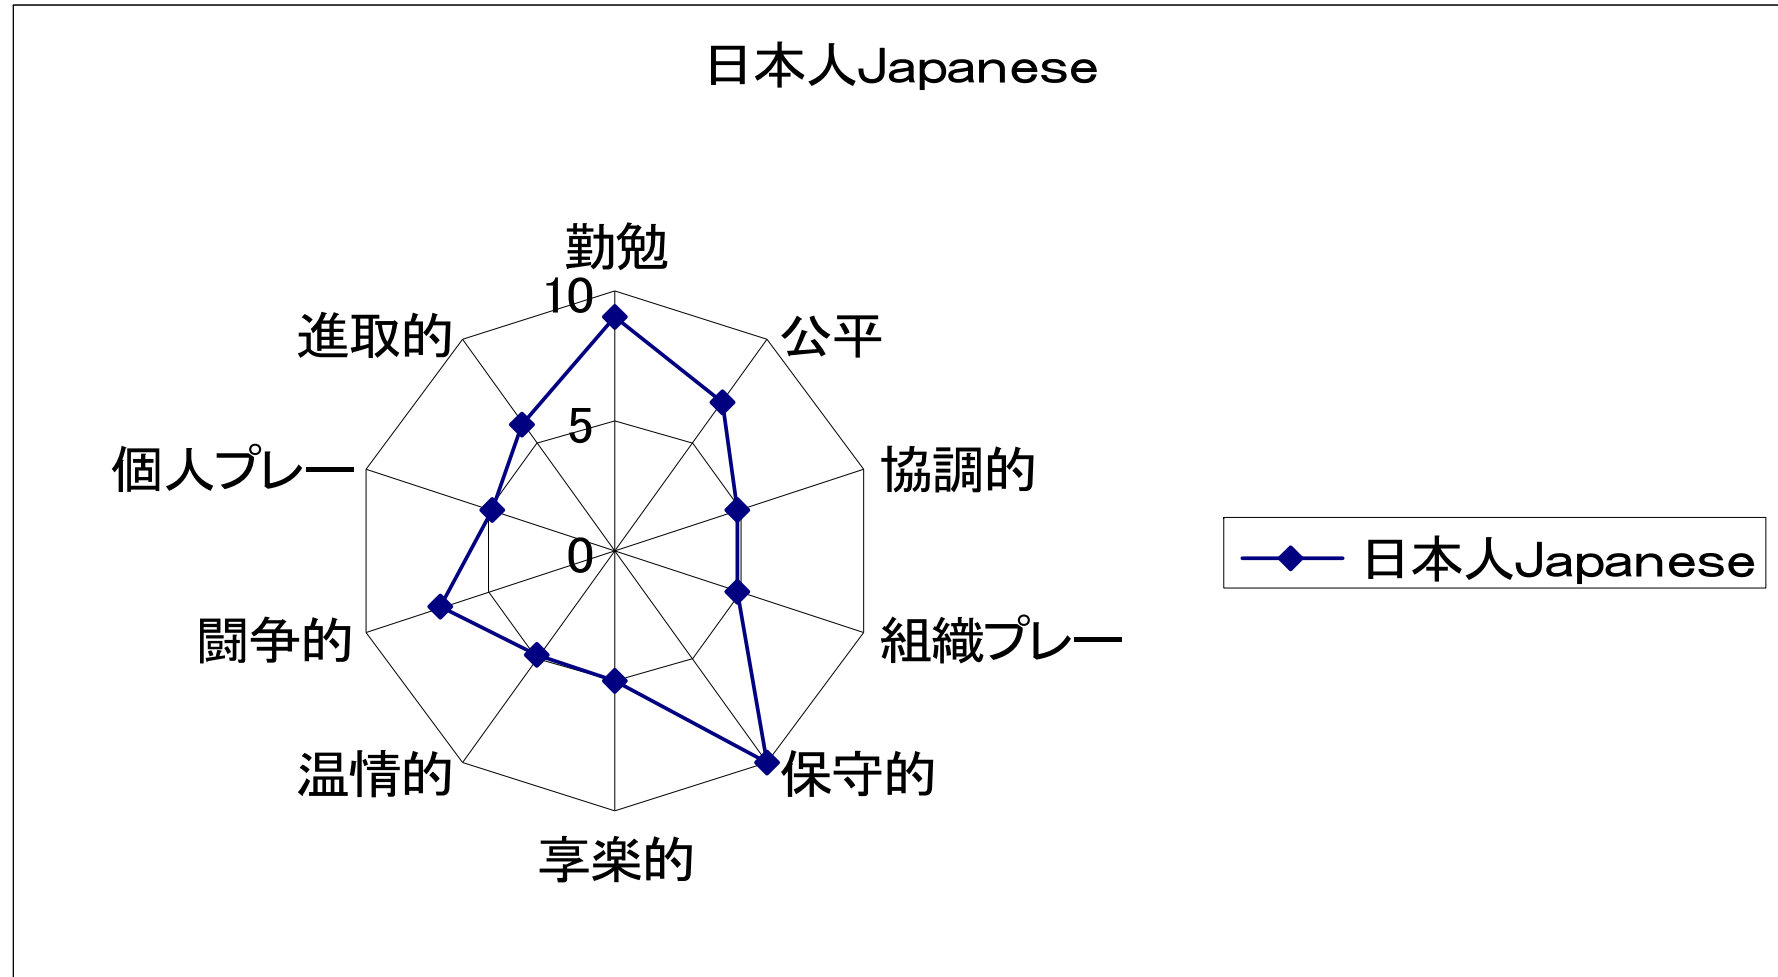 日本人Japanese
勤勉
10
進取的
公平
5
個人プレー
協調的
0
日本人Japanese
闘争的
組織プレー
温情的
保守的
享楽的